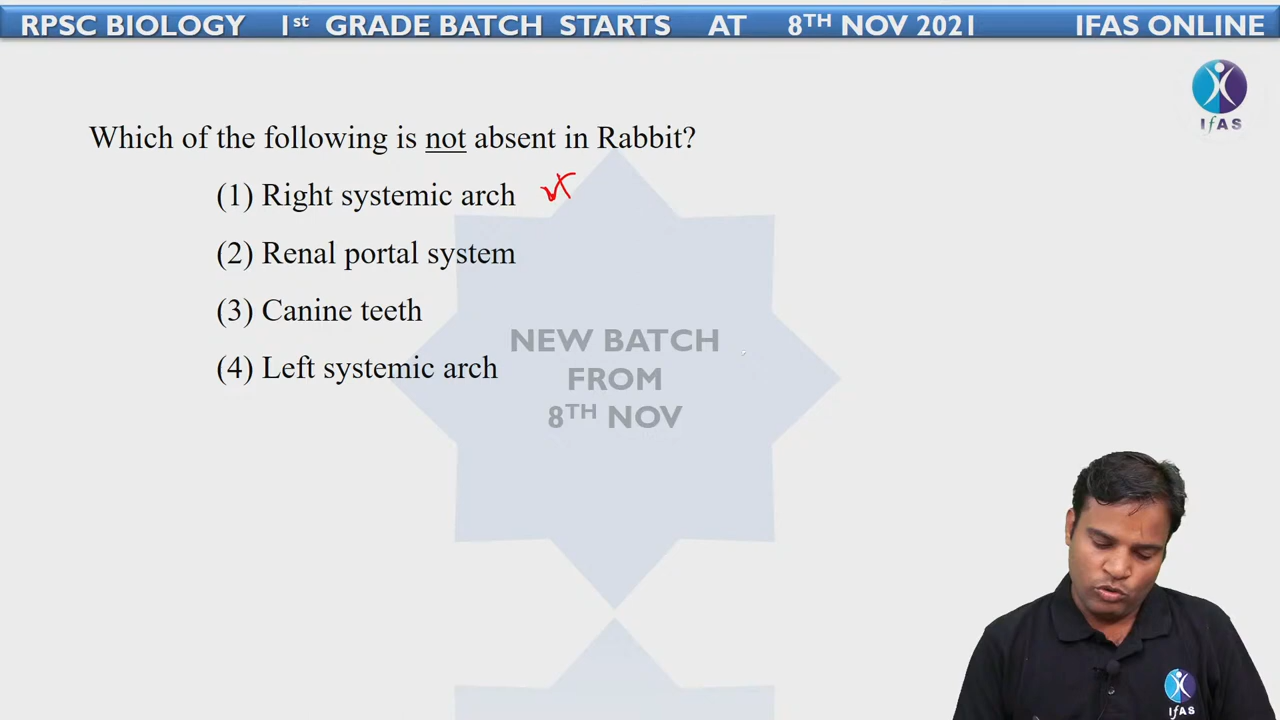 RPSC BIOLOGY 1st GRADE BATCH STARTS AT 8TH NOV 2021 IFAS ONLINE
IfAS
Which of the following is not absent in Rabbit?
(1) Right systemic arch
(2) Renal portal system
(3) Canine teeth
(4) Left systemic arch
NEW BATCH
FROM
8TH NOV
IfAS